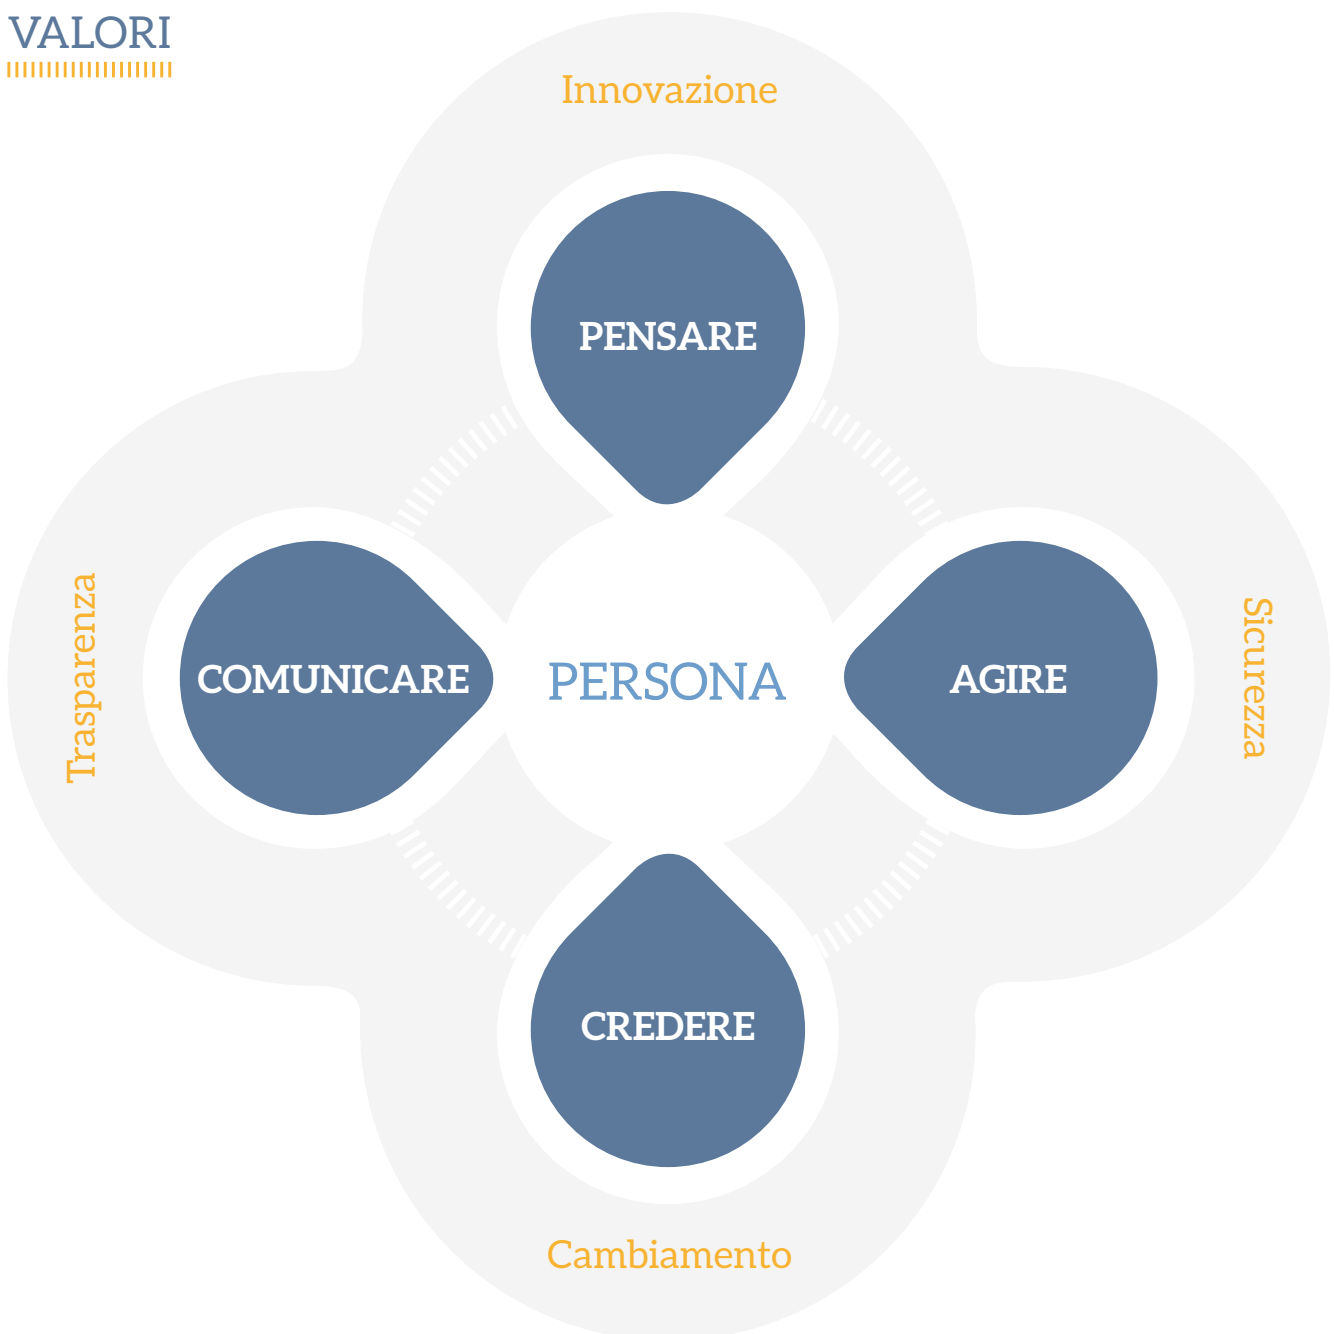 VALORI
Innovazione
PENSARE
Trasparenza
COMUNICARE
PERSONA
AGIRE
Sicurezza
CREDERE
Cambiamento